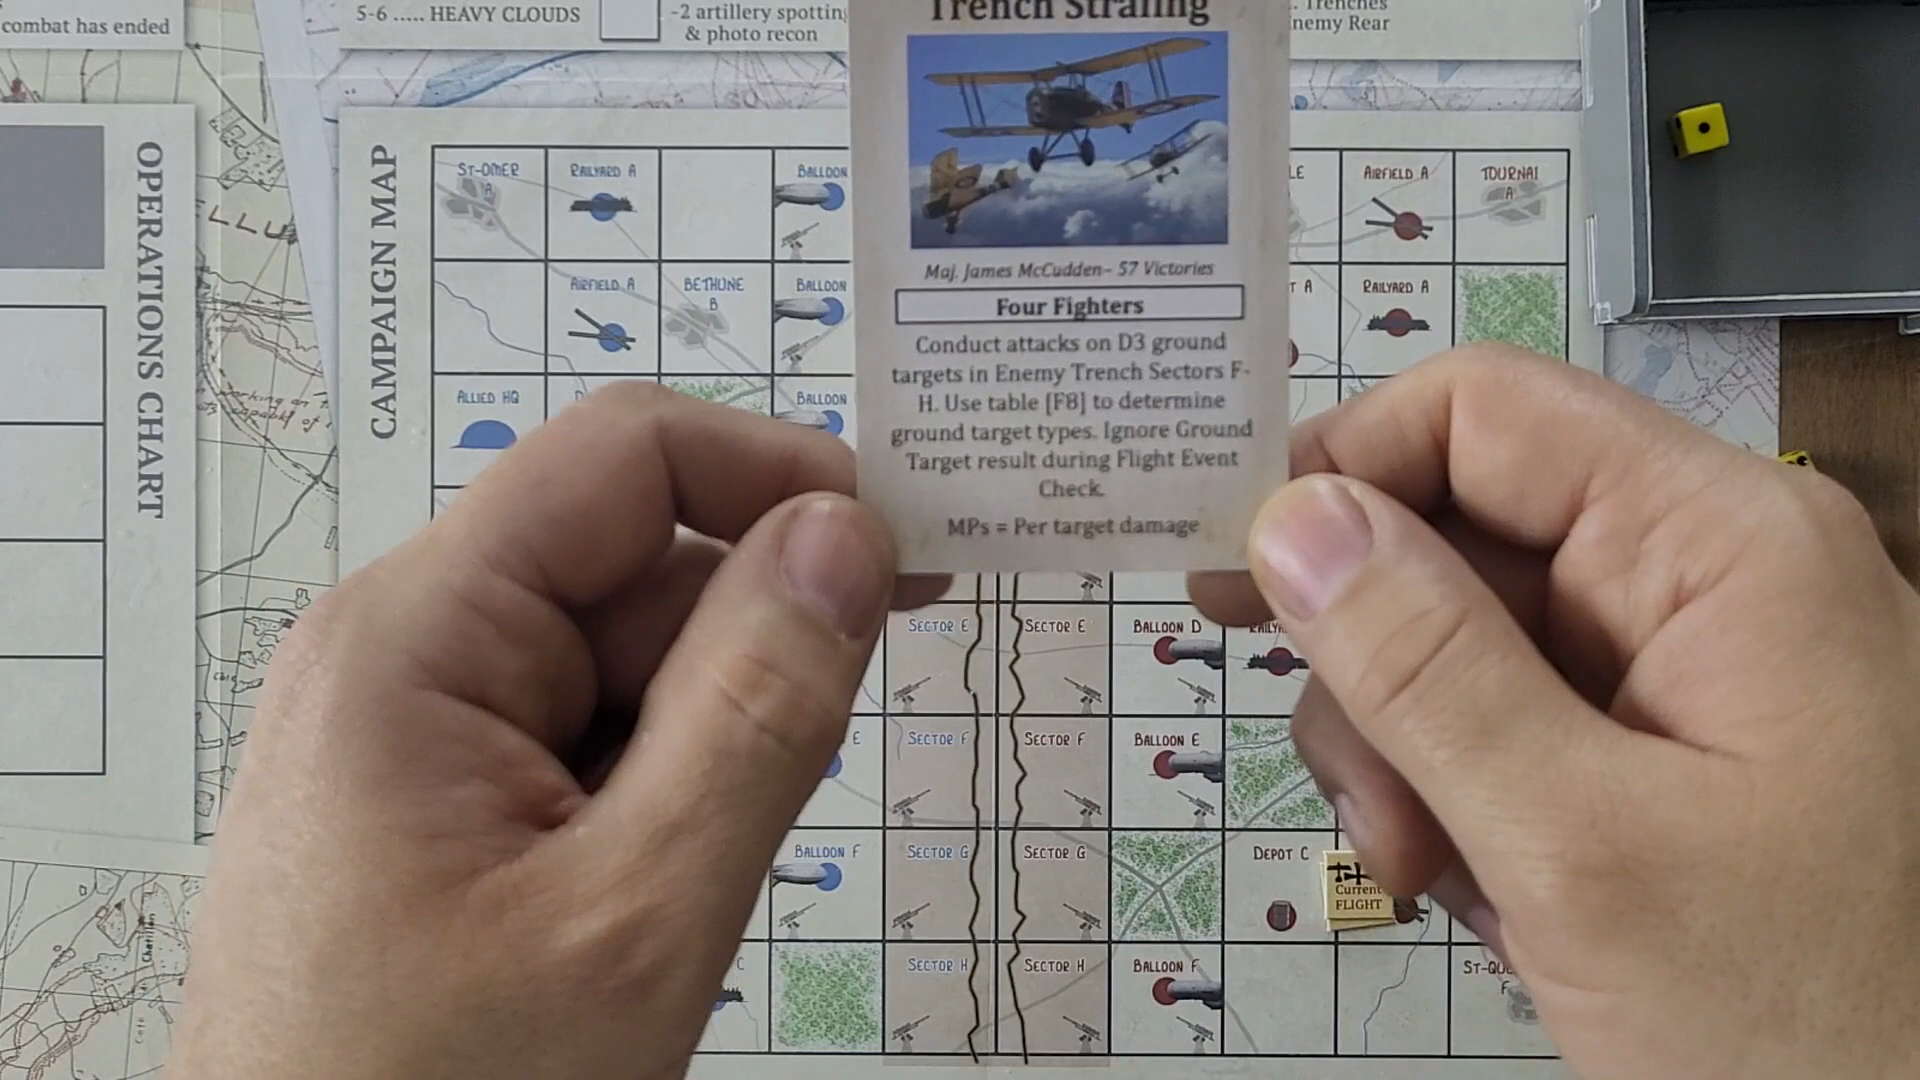 combat has ended
5-6 ..... HEAVY CLOUDS
-2 artillery spotting
& photo recon
Trenches
Enemy Rear
OPERATIONS CHART
CAMPAIGN MAP
Trench Strafing
Maj. James McCudden– 57 Victories
Four Fighters
Conduct attacks on D3 ground
targets in Enemy Trench Sectors F-
H. Use table [F8] to determine
ground target types. Ignore Ground
Target result during Flight Event
Check.
MPs = Per target damage
ST-OMER
A
RAILYARD A
BALLOON
LE
AIRFIELD A
TOURNAI
A
AIRFIELD A
BETHUNE
B
BALLOON
T A
RAILYARD A
ALLIED HQ
D
BALLOON
SECTOR E
SECTOR E
BALLOON D
E
SECTOR F
SECTOR F
BALLOON E
BALLOON F
SECTOR G
SECTOR G
DEPOT C
Current
FLIGHT
C
SECTOR H
SECTOR H
BALLOON F
F